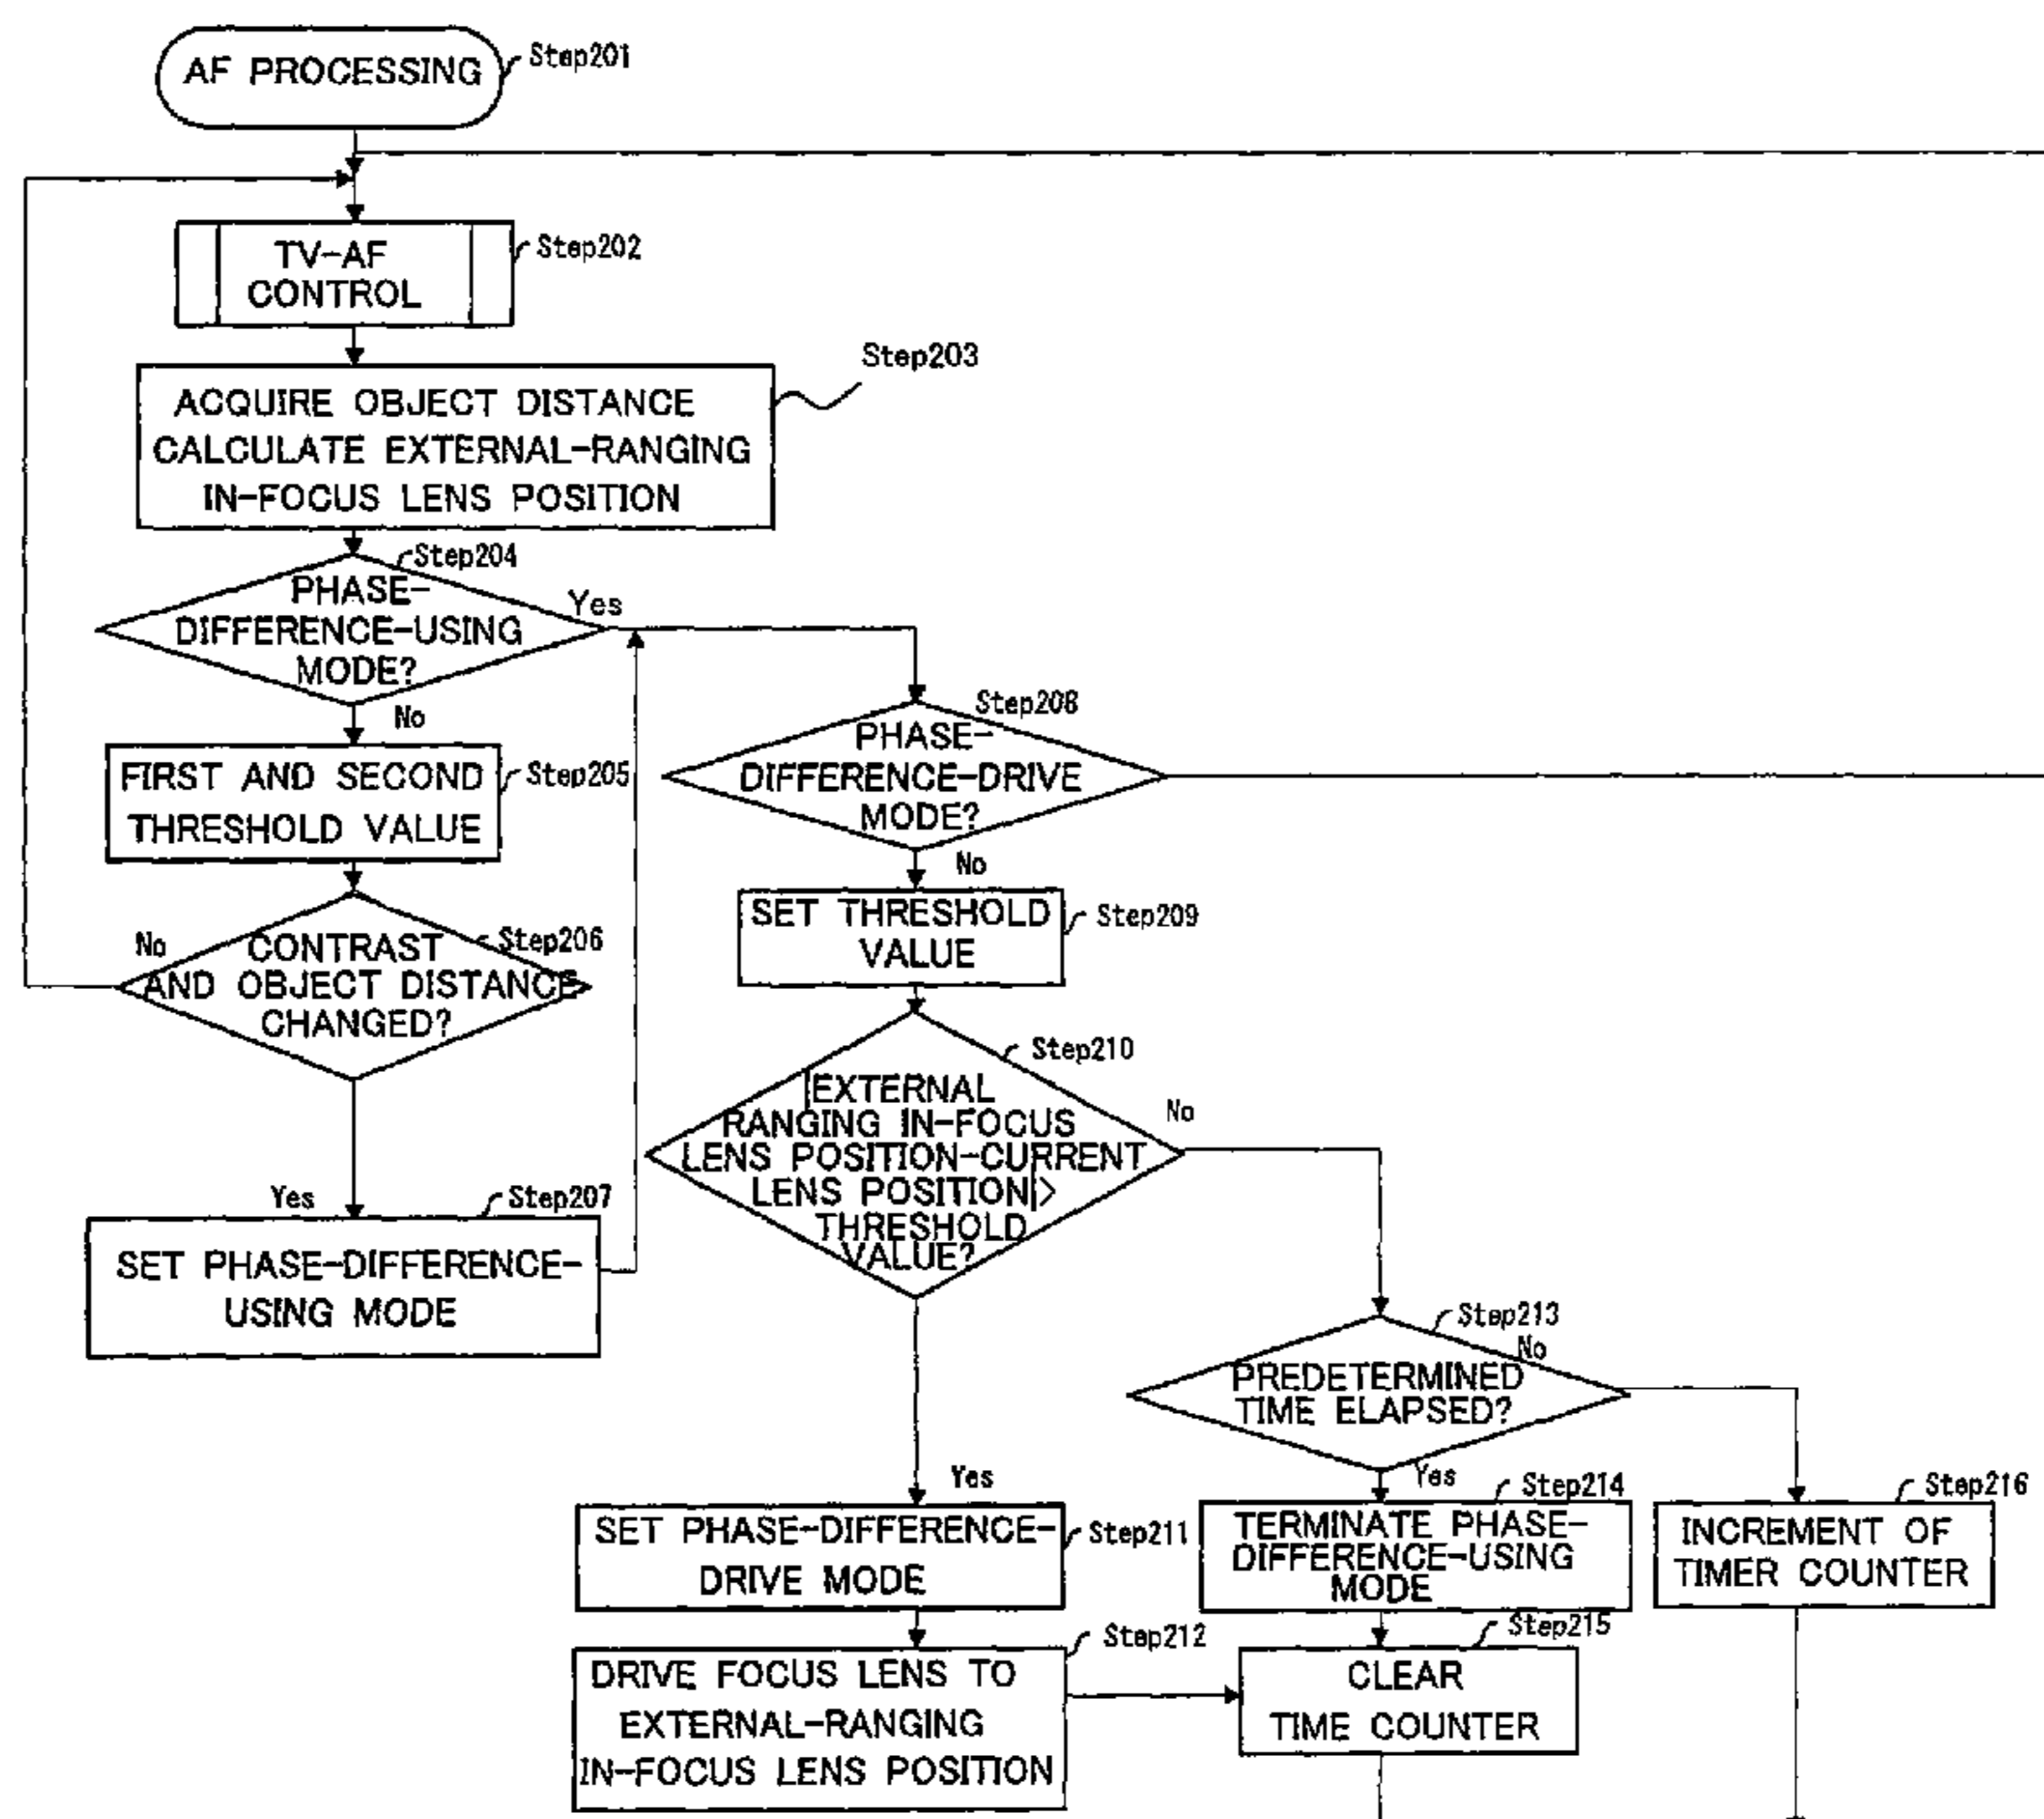 AF PROCESSING
Step201
TV-AF
CONTROL
Step202
Step203
ACQUIRE OBJECT DISTANCE
CALCULATE EXTERNAL-RANGING
IN-FOCUS LENS POSITION
Step204
PHASE-
DIFFERENCE-USING
MODE?
Yes
No
FIRST AND SECOND
THRESHOLD VALUE
Step205
No
CONTRAST
AND OBJECT DISTANCE
CHANGED?
Step206
Yes
Step207
SET PHASE-DIFFERENCE-
USING MODE
Step208
PHASE-
DIFFERENCE-DRIVE
MODE?
No
SET THRESHOLD
VALUE
Step209
Step210
|EXTERNAL
RANGING IN-FOCUS
LENS POSITION-CURRENT
LENS POSITION|>
THRESHOLD
VALUE?
No
Yes
SET PHASE-DIFFERENCE-
DRIVE MODE
Step211
Step212
DRIVE FOCUS LENS TO
EXTERNAL-RANGING
IN-FOCUS LENS POSITION
Step213
No
PREDETERMINED
TIME ELAPSED?
Yes
Step214
TERMINATE PHASE-
DIFFERENCE-USING
MODE
Step215
CLEAR
TIME COUNTER
Step216
INCREMENT OF
TIMER COUNTER